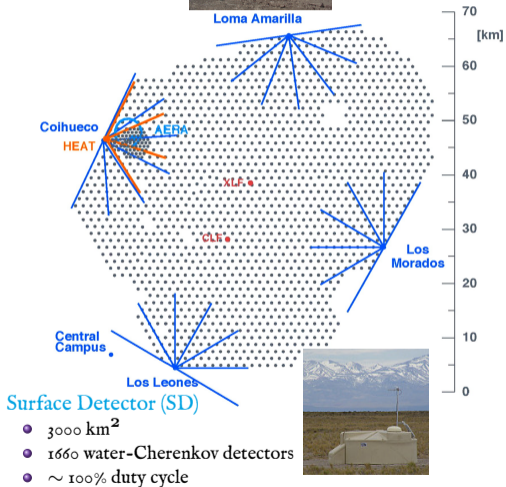 Loma Amarilla
70
[km]
60
Coihueco
AERA
HEAT
50
40
XLF
30
CLF
Los
Morados
20
10
Central
Campus
0
Los Leones
Surface Detector (SD)
3000 km²
1660 water-Cherenkov detectors
∼ 100% duty cycle